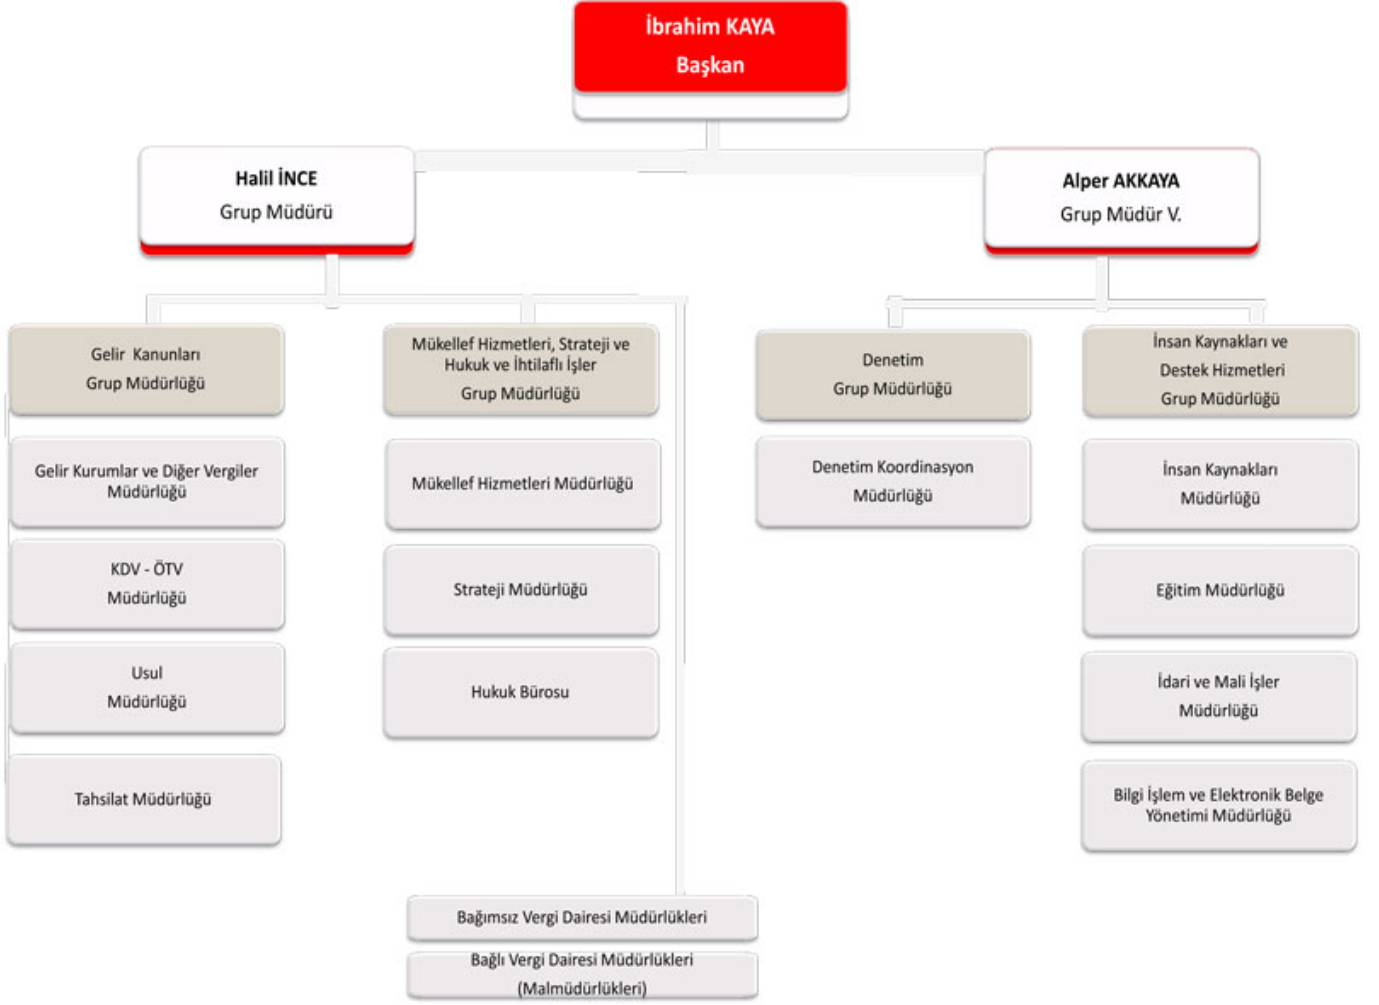 İbrahim KAYA
Başkan
Halil İNCE
Grup Müdürü
Alper AKKAYA
Grup Müdür V.
Gelir Kanunları
Grup Müdürlüğü
Mükellef Hizmetleri, Strateji ve
Hukuk ve İhtilaflı İşler
Grup Müdürlüğü
Denetim
Grup Müdürlüğü
İnsan Kaynakları ve
Destek Hizmetleri
Grup Müdürlüğü
Gelir Kurumlar ve Diğer Vergiler
Müdürlüğü
Mükellef Hizmetleri Müdürlüğü
Denetim Koordinasyon
Müdürlüğü
İnsan Kaynakları
Müdürlüğü
KDV - ÖTV
Müdürlüğü
Strateji Müdürlüğü
Eğitim Müdürlüğü
Usul
Müdürlüğü
Hukuk Bürosu
İdari ve Mali İşler
Müdürlüğü
Tahsilat Müdürlüğü
Bilgi İşlem ve Elektronik Belge
Yönetimi Müdürlüğü
Bağımsız Vergi Dairesi Müdürlükleri
Bağlı Vergi Dairesi Müdürlükleri
(Malmüdürlükleri)